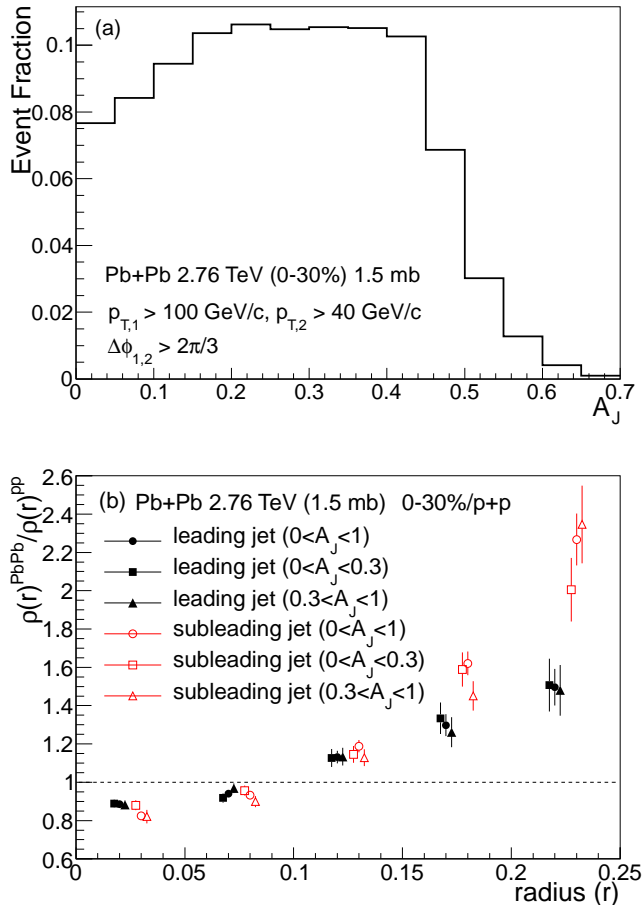 (a)
Event Fraction
0.1
0.08
0.06
0.04
0.02
0
Pb+Pb 2.76 TeV (0-30%) 1.5 mb
p_{T,1} > 100 GeV/c, p_{T,2} > 40 GeV/c
Δϕ_{1,2} > 2π/3
0 0.1 0.2 0.3 0.4 0.5 0.6 0.7
A_J
(b) Pb+Pb 2.76 TeV (1.5 mb) 0-30%/p+p
ρ(r)^{PbPb}/ρ(r)^{pp}
2.6
2.4
2.2
2
1.8
1.6
1.4
1.2
1
0.8
0.6
leading jet (0<A_J<1)
leading jet (0<A_J<0.3)
leading jet (0.3<A_J<1)
subleading jet (0<A_J<1)
subleading jet (0<A_J<0.3)
subleading jet (0.3<A_J<1)
0 0.05 0.1 0.15 0.2 0.25
radius (r)